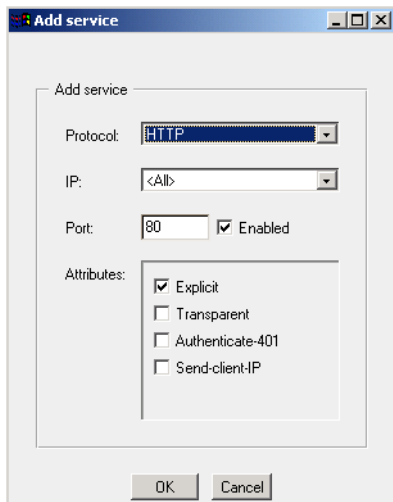 Add service
Add service
Protocol: HTTP
IP: <All>
Port: 80 Enabled
Attributes:
Explicit
Transparent
Authenticate-401
Send-client-IP
OK Cancel